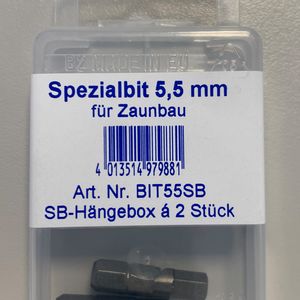 CZ MADE IN EU
Spezialbit 5,5 mm
für Zaunbau
4 013514 979881
Art. Nr. BIT55SB
SB-Hängebox á 2 Stück